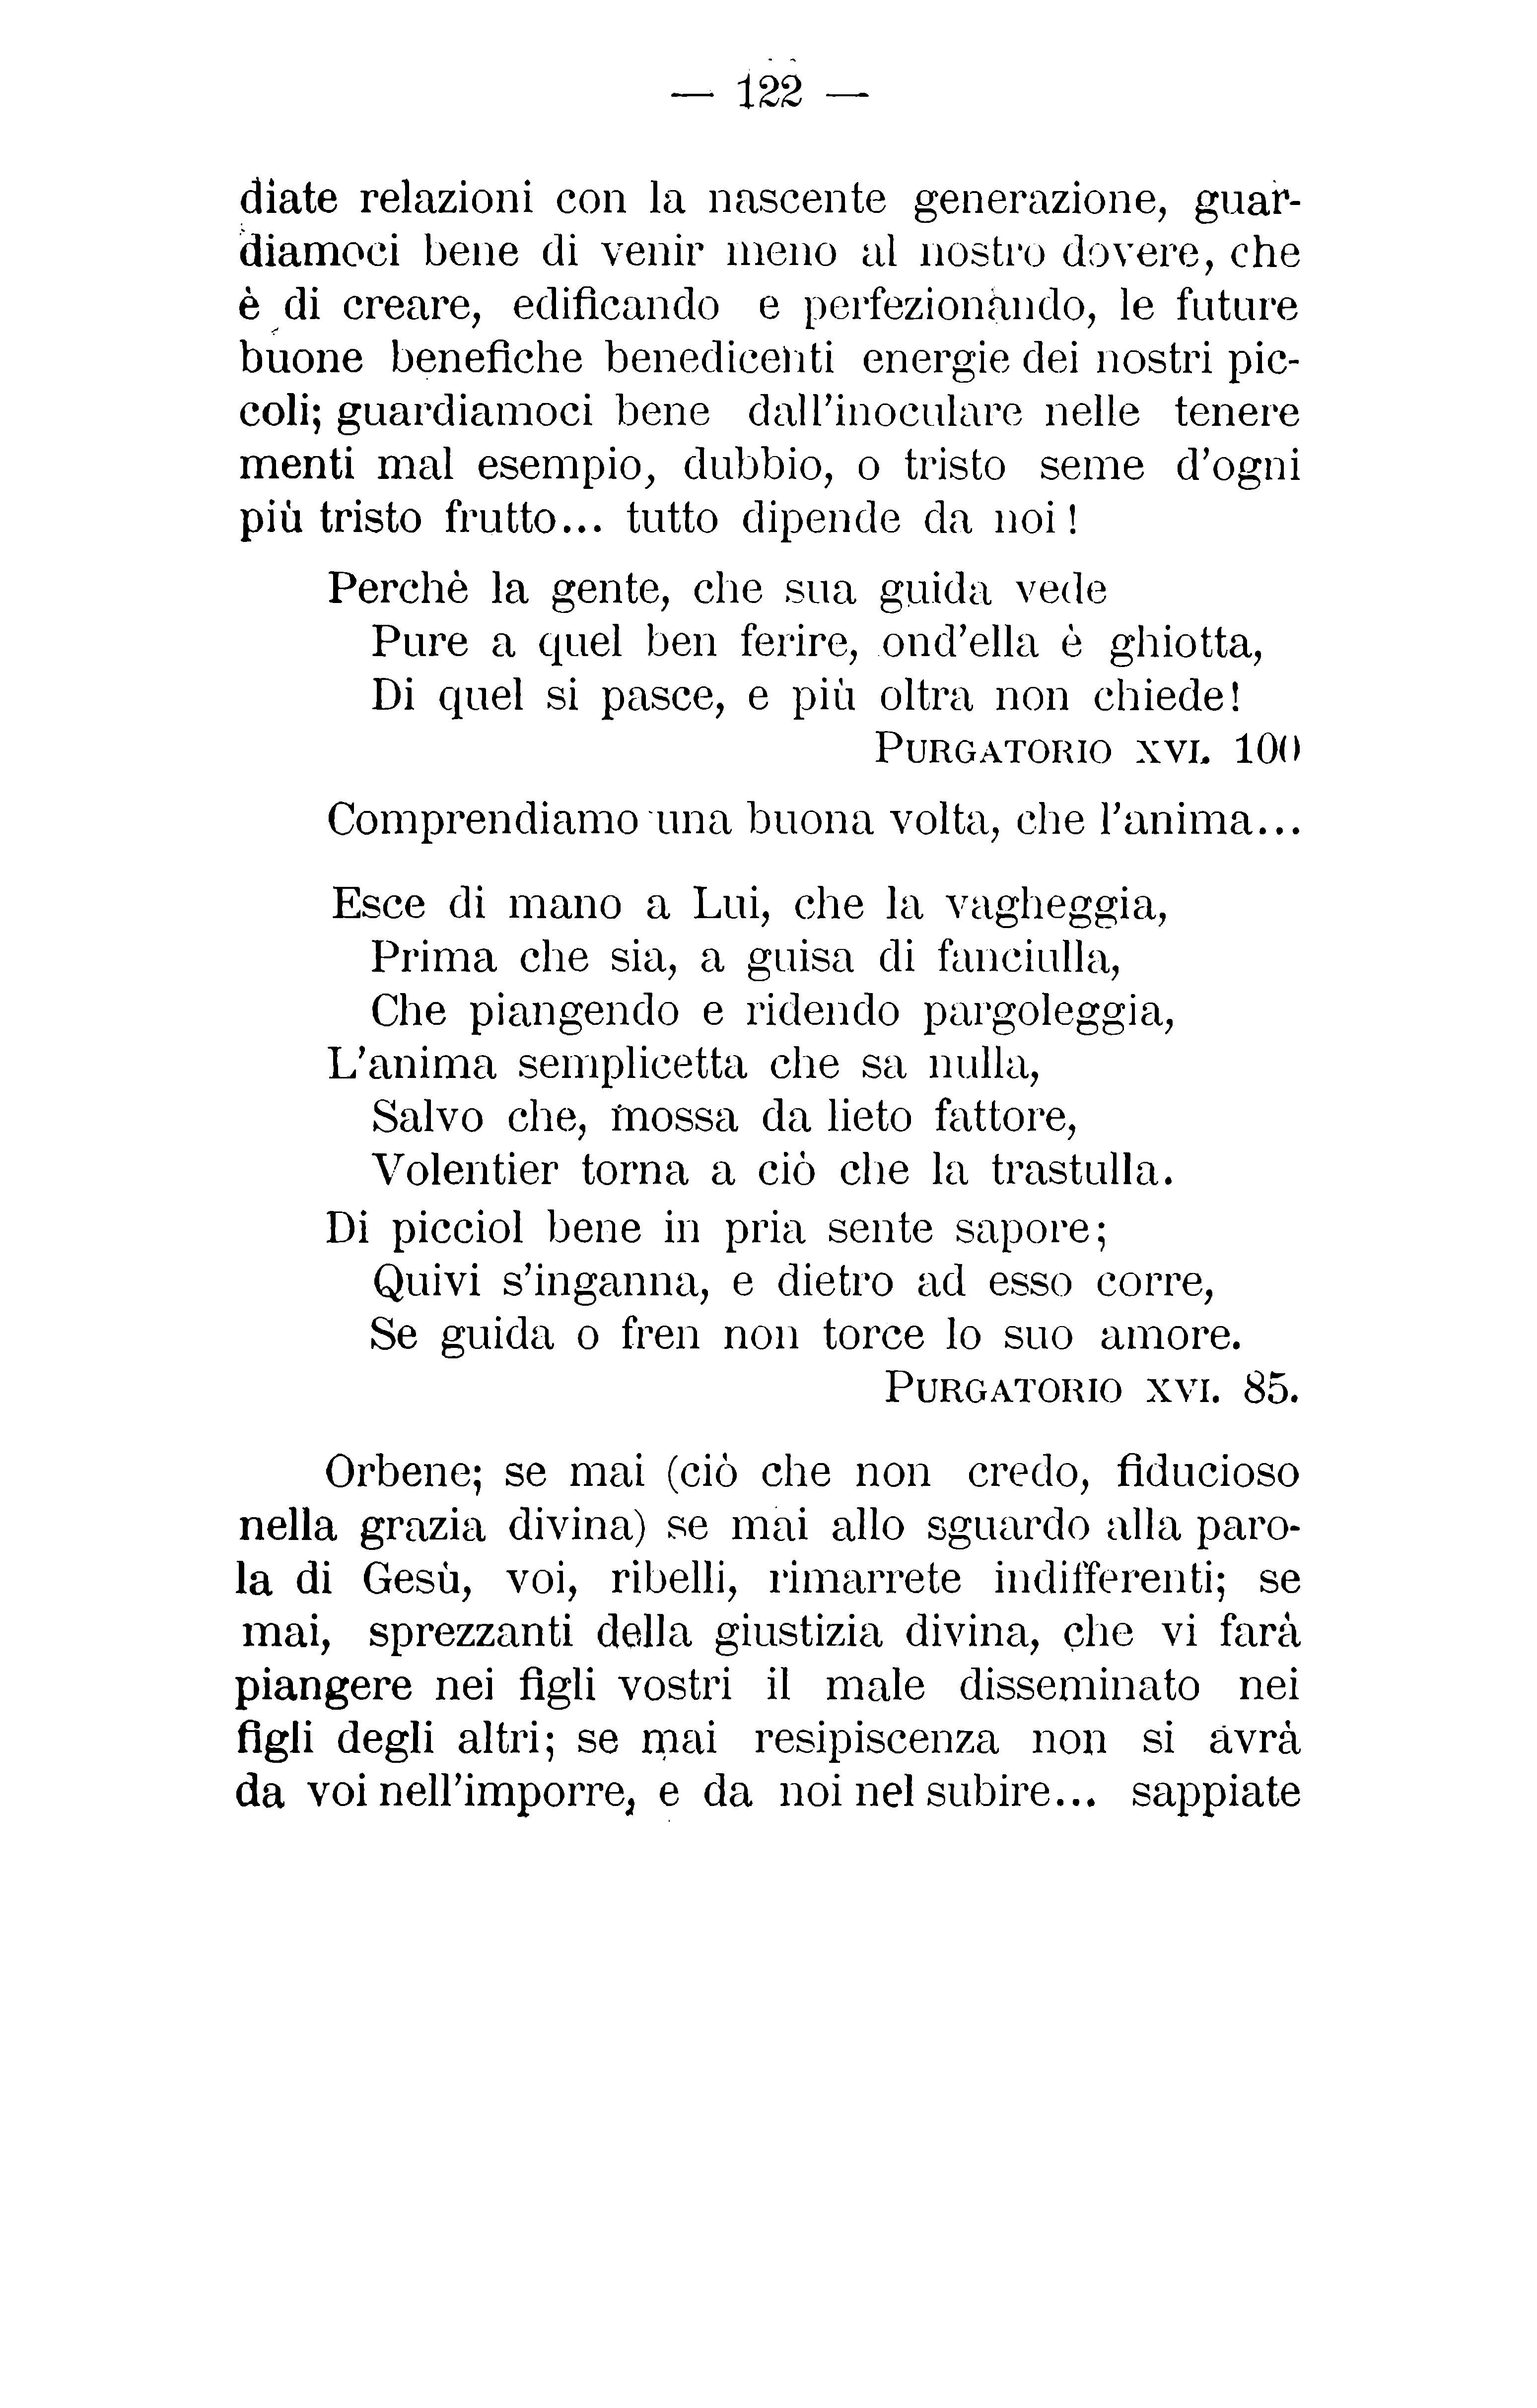 — 122 —
diate relazioni con la nascente generazione, guar-
diamoci bene di venir meno al nostro dovere, che
è di creare, edificando e perfezionando, le future
buone benefiche benedicenti energie dei nostri pic-
coli; guardiamoci bene dall'inoculare nelle tenere
menti mal esempio, dubbio, o tristo seme d'ogni
più tristo frutto... tutto dipende da noi!
Perchè la gente, che sua guida vede
Pure a quel ben ferire, ond'ella è ghiotta,
Di quel si pasce, e più oltra non chiede!
PURGATORIO XVI. 100
Comprendiamo una buona volta, che l'anima...
Esce di mano a Lui, che la vagheggia,
Prima che sia, a guisa di fanciulla,
Che piangendo e ridendo pargoleggia,
L'anima semplicetta che sa nulla,
Salvo che, mossa da lieto fattore,
Volentier torna a ciò che la trastulla.
Di picciol bene in pria sente sapore;
Quivi s'inganna, e dietro ad esso corre,
Se guida o fren non torce lo suo amore.
PURGATORIO XVI. 85.
Orbene; se mai (ciò che non credo, fiducioso
nella grazia divina) se mai allo sguardo alla paro-
la di Gesù, voi, ribelli, rimarrete indifferenti; se
mai, sprezzanti della giustizia divina, che vi farà
piangere nei figli vostri il male disseminato nei
figli degli altri; se mai resipiscenza non si avrà
da voi nell'imporre, e da noi nel subire... sappiate